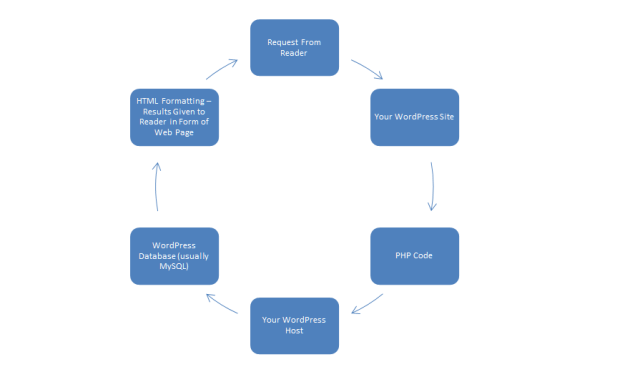 Request From
Reader
Your WordPress Site
PHP Code
Your WordPress
Host
WordPress
Database (usually
MySQL)
HTML Formatting –
Results Given to
Reader in Form of
Web Page